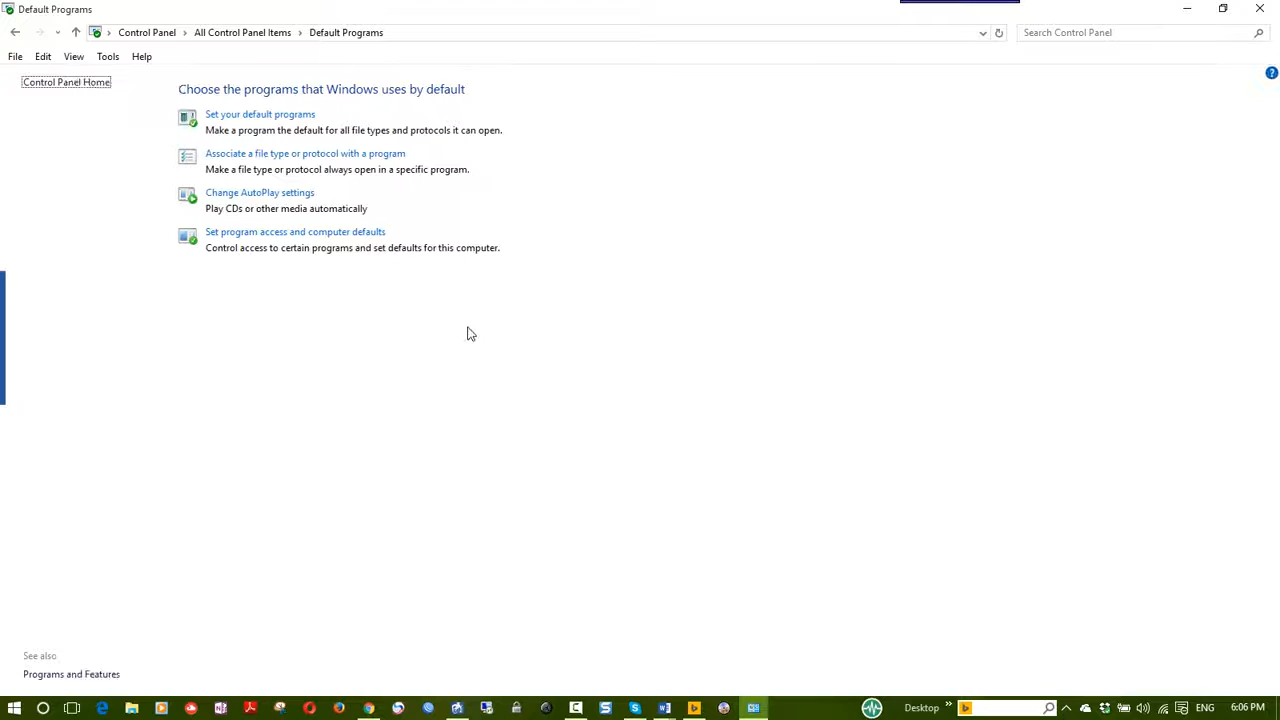 Default Programs
Control Panel All Control Panel Items Default Programs
Search Control Panel
File Edit View Tools Help
Control Panel Home
Choose the programs that Windows uses by default
Set your default programs
Make a program the default for all file types and protocols it can open.
Associate a file type or protocol with a program
Make a file type or protocol always open in a specific program.
Change AutoPlay settings
Play CDs or other media automatically
Set program access and computer defaults
Control access to certain programs and set defaults for this computer.
See also
Programs and Features
Desktop ENG 6:06 PM